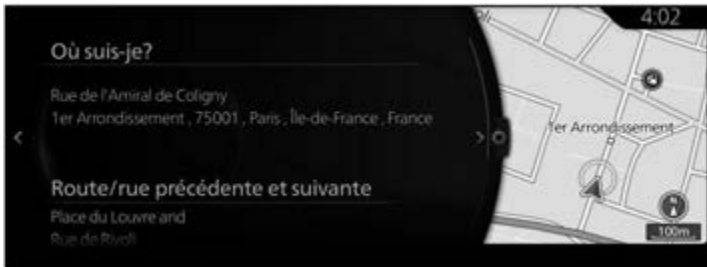 4:02
Où suis-je?
Rue de l'Amiral de Coligny
1er Arrondissement , 75001 , Paris , Île-de-France , France
1er Arrondissement
Route/rue précédente et suivante
Place du Louvre and
Rue de Rivoli
N
100m